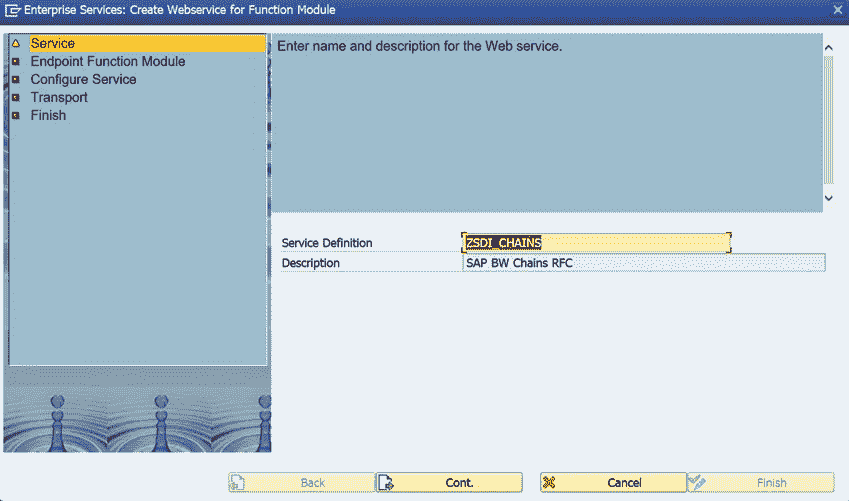 Enterprise Services: Create Webservice for Function Module
Service
Endpoint Function Module
Configure Service
Transport
Finish
Enter name and description for the Web service.
Service Definition ZSDI_CHAINS
Description SAP BW Chains RFC
Back Cont. Cancel Finish